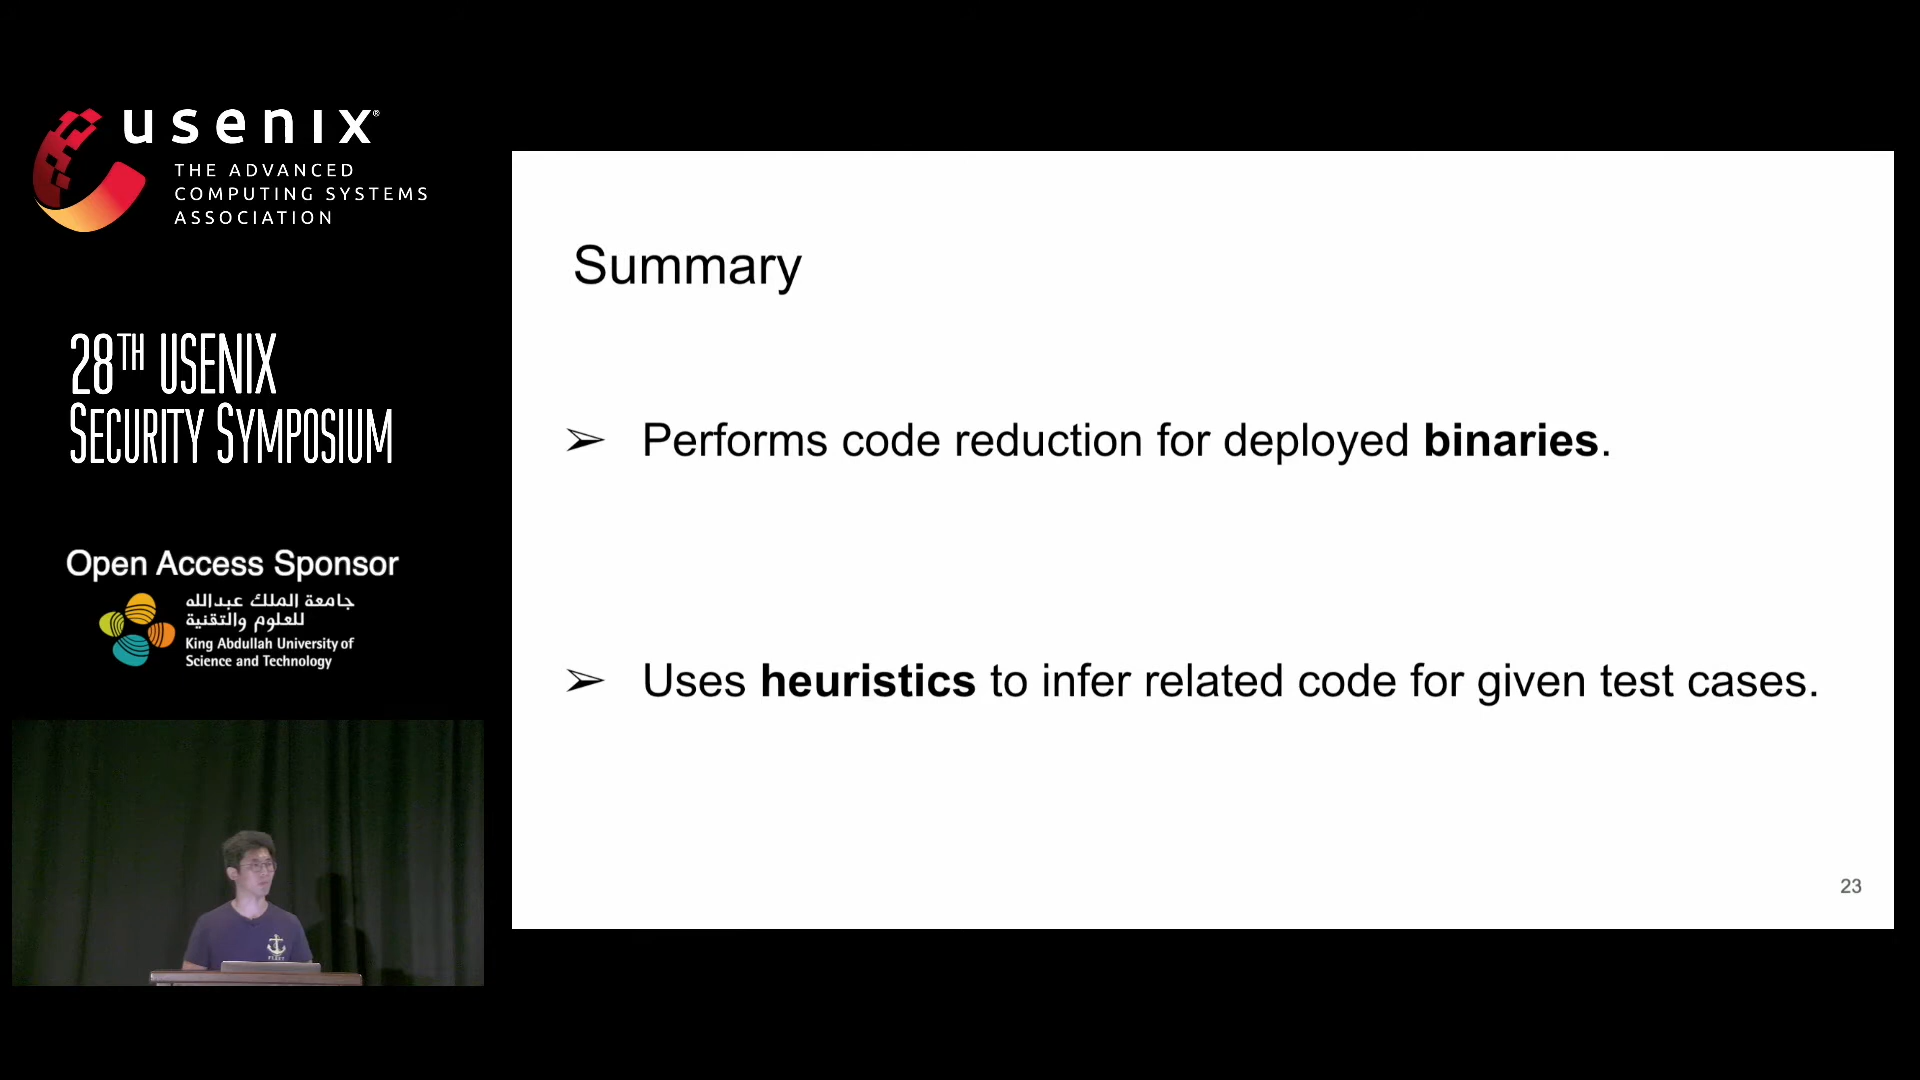 usenix®
THE ADVANCED
COMPUTING SYSTEMS
ASSOCIATION
28TH USENIX
SECURITY SYMPOSIUM
Open Access Sponsor
جامعة الملك عبدالله
للعلوم والتقنية
King Abdullah University of
Science and Technology
FLEET
Summary
➢ Performs code reduction for deployed binaries.
➢ Uses heuristics to infer related code for given test cases.
23